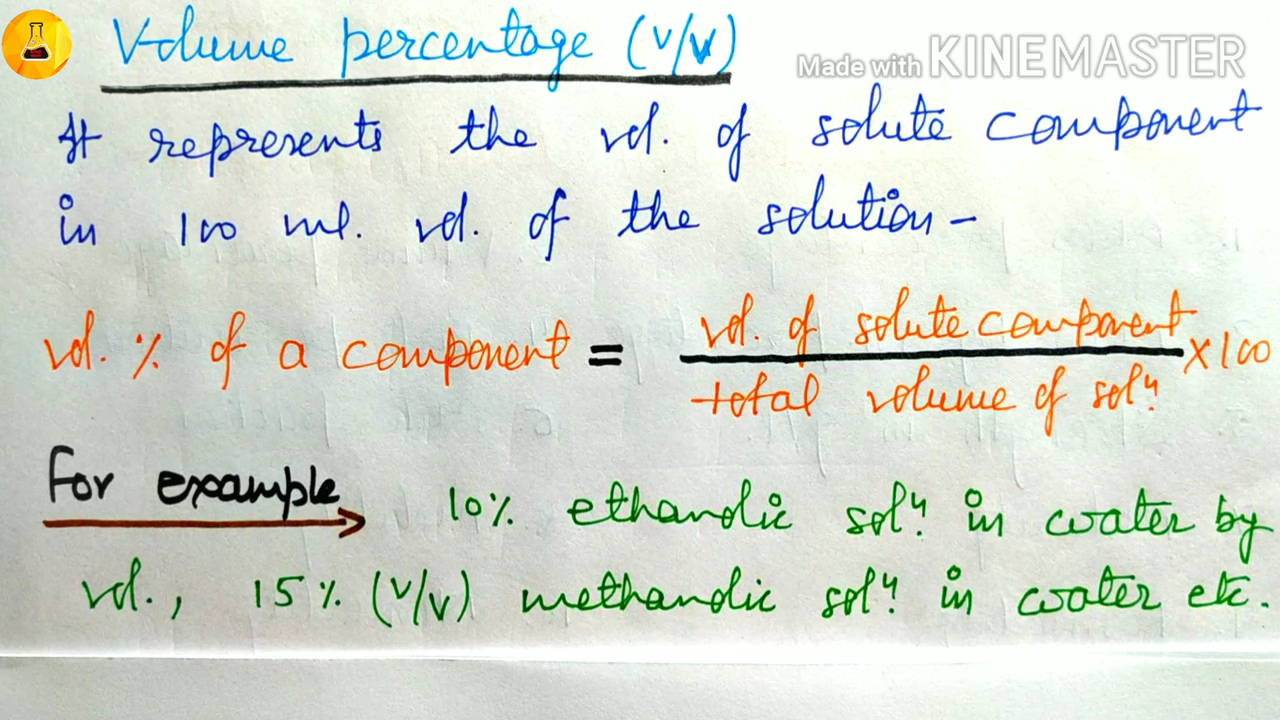 Volume percentage (v/v)
Made with KINEMASTER
It represents the vol. of solute component
in 100 ml. vol. of the solution -
vol. % of a component = vol. of solute component × 100
total volume of solⁿ.
For example
10% ethanolic solⁿ. in water by
vol., 15% (v/v) methanolic solⁿ. in water etc.